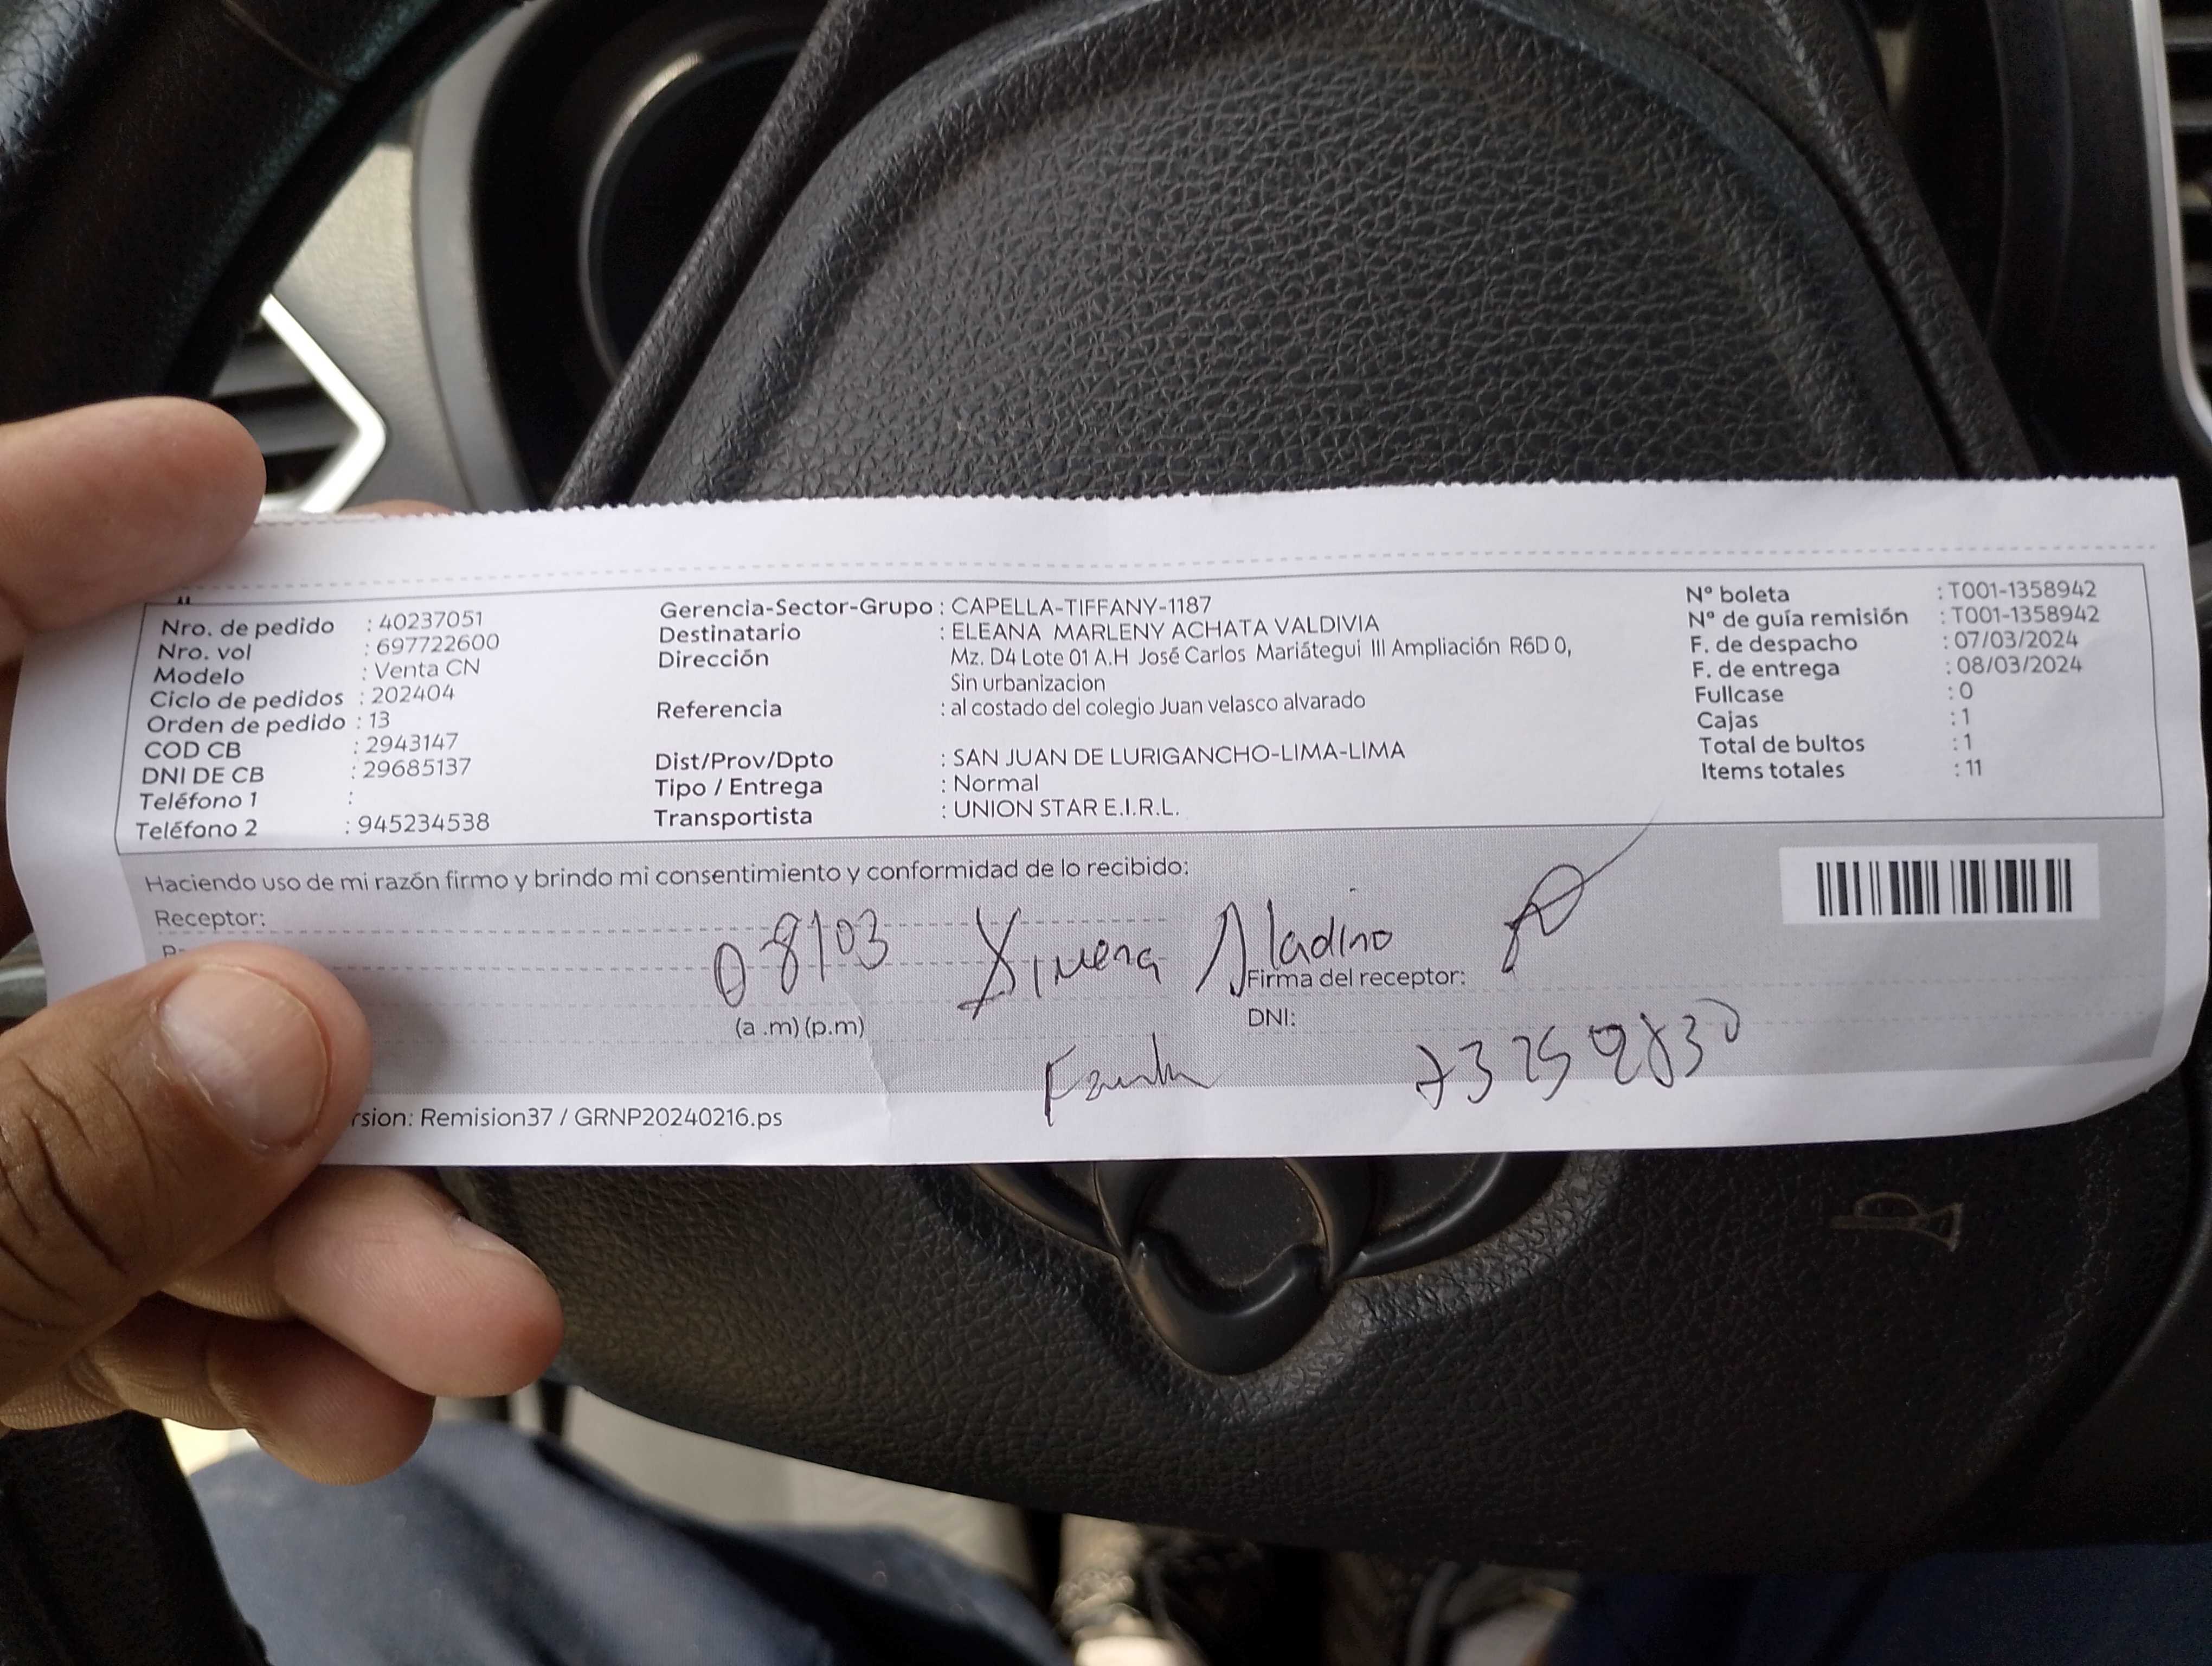 Nro. de pedido : 40237051
Nro. vol : 697722600
Modelo : Venta CN
Ciclo de pedidos : 202404
Orden de pedido : 13
COD CB : 2943147
DNI DE CB : 29685137
Teléfono 1 :
Teléfono 2 : 945234538
Gerencia-Sector-Grupo : CAPELLA-TIFFANY-1187
Destinatario : ELEANA MARLENY ACHATA VALDIVIA
Dirección Mz. D4 Lote 01 A.H José Carlos Mariátegui III Ampliación R6D 0,
Sin urbanizacion
Referencia : al costado del colegio Juan velasco alvarado
Dist/Prov/Dpto : SAN JUAN DE LURIGANCHO-LIMA-LIMA
Tipo / Entrega : Normal
Transportista : UNION STAR E.I.R.L.
Nº boleta : T001-1358942
Nº de guía remisión : T001-1358942
F. de despacho : 07/03/2024
F. de entrega : 08/03/2024
Fullcase : 0
Cajas : 1
Total de bultos : 1
Items totales : 11
Haciendo uso de mi razón firmo y brindo mi consentimiento y conformidad de lo recibido:
Receptor:
08/03 Ximena Aladino
Firma del receptor:
(a .m) (p.m)
DNI:
rsion: Remision37 / GRNP20240216.ps